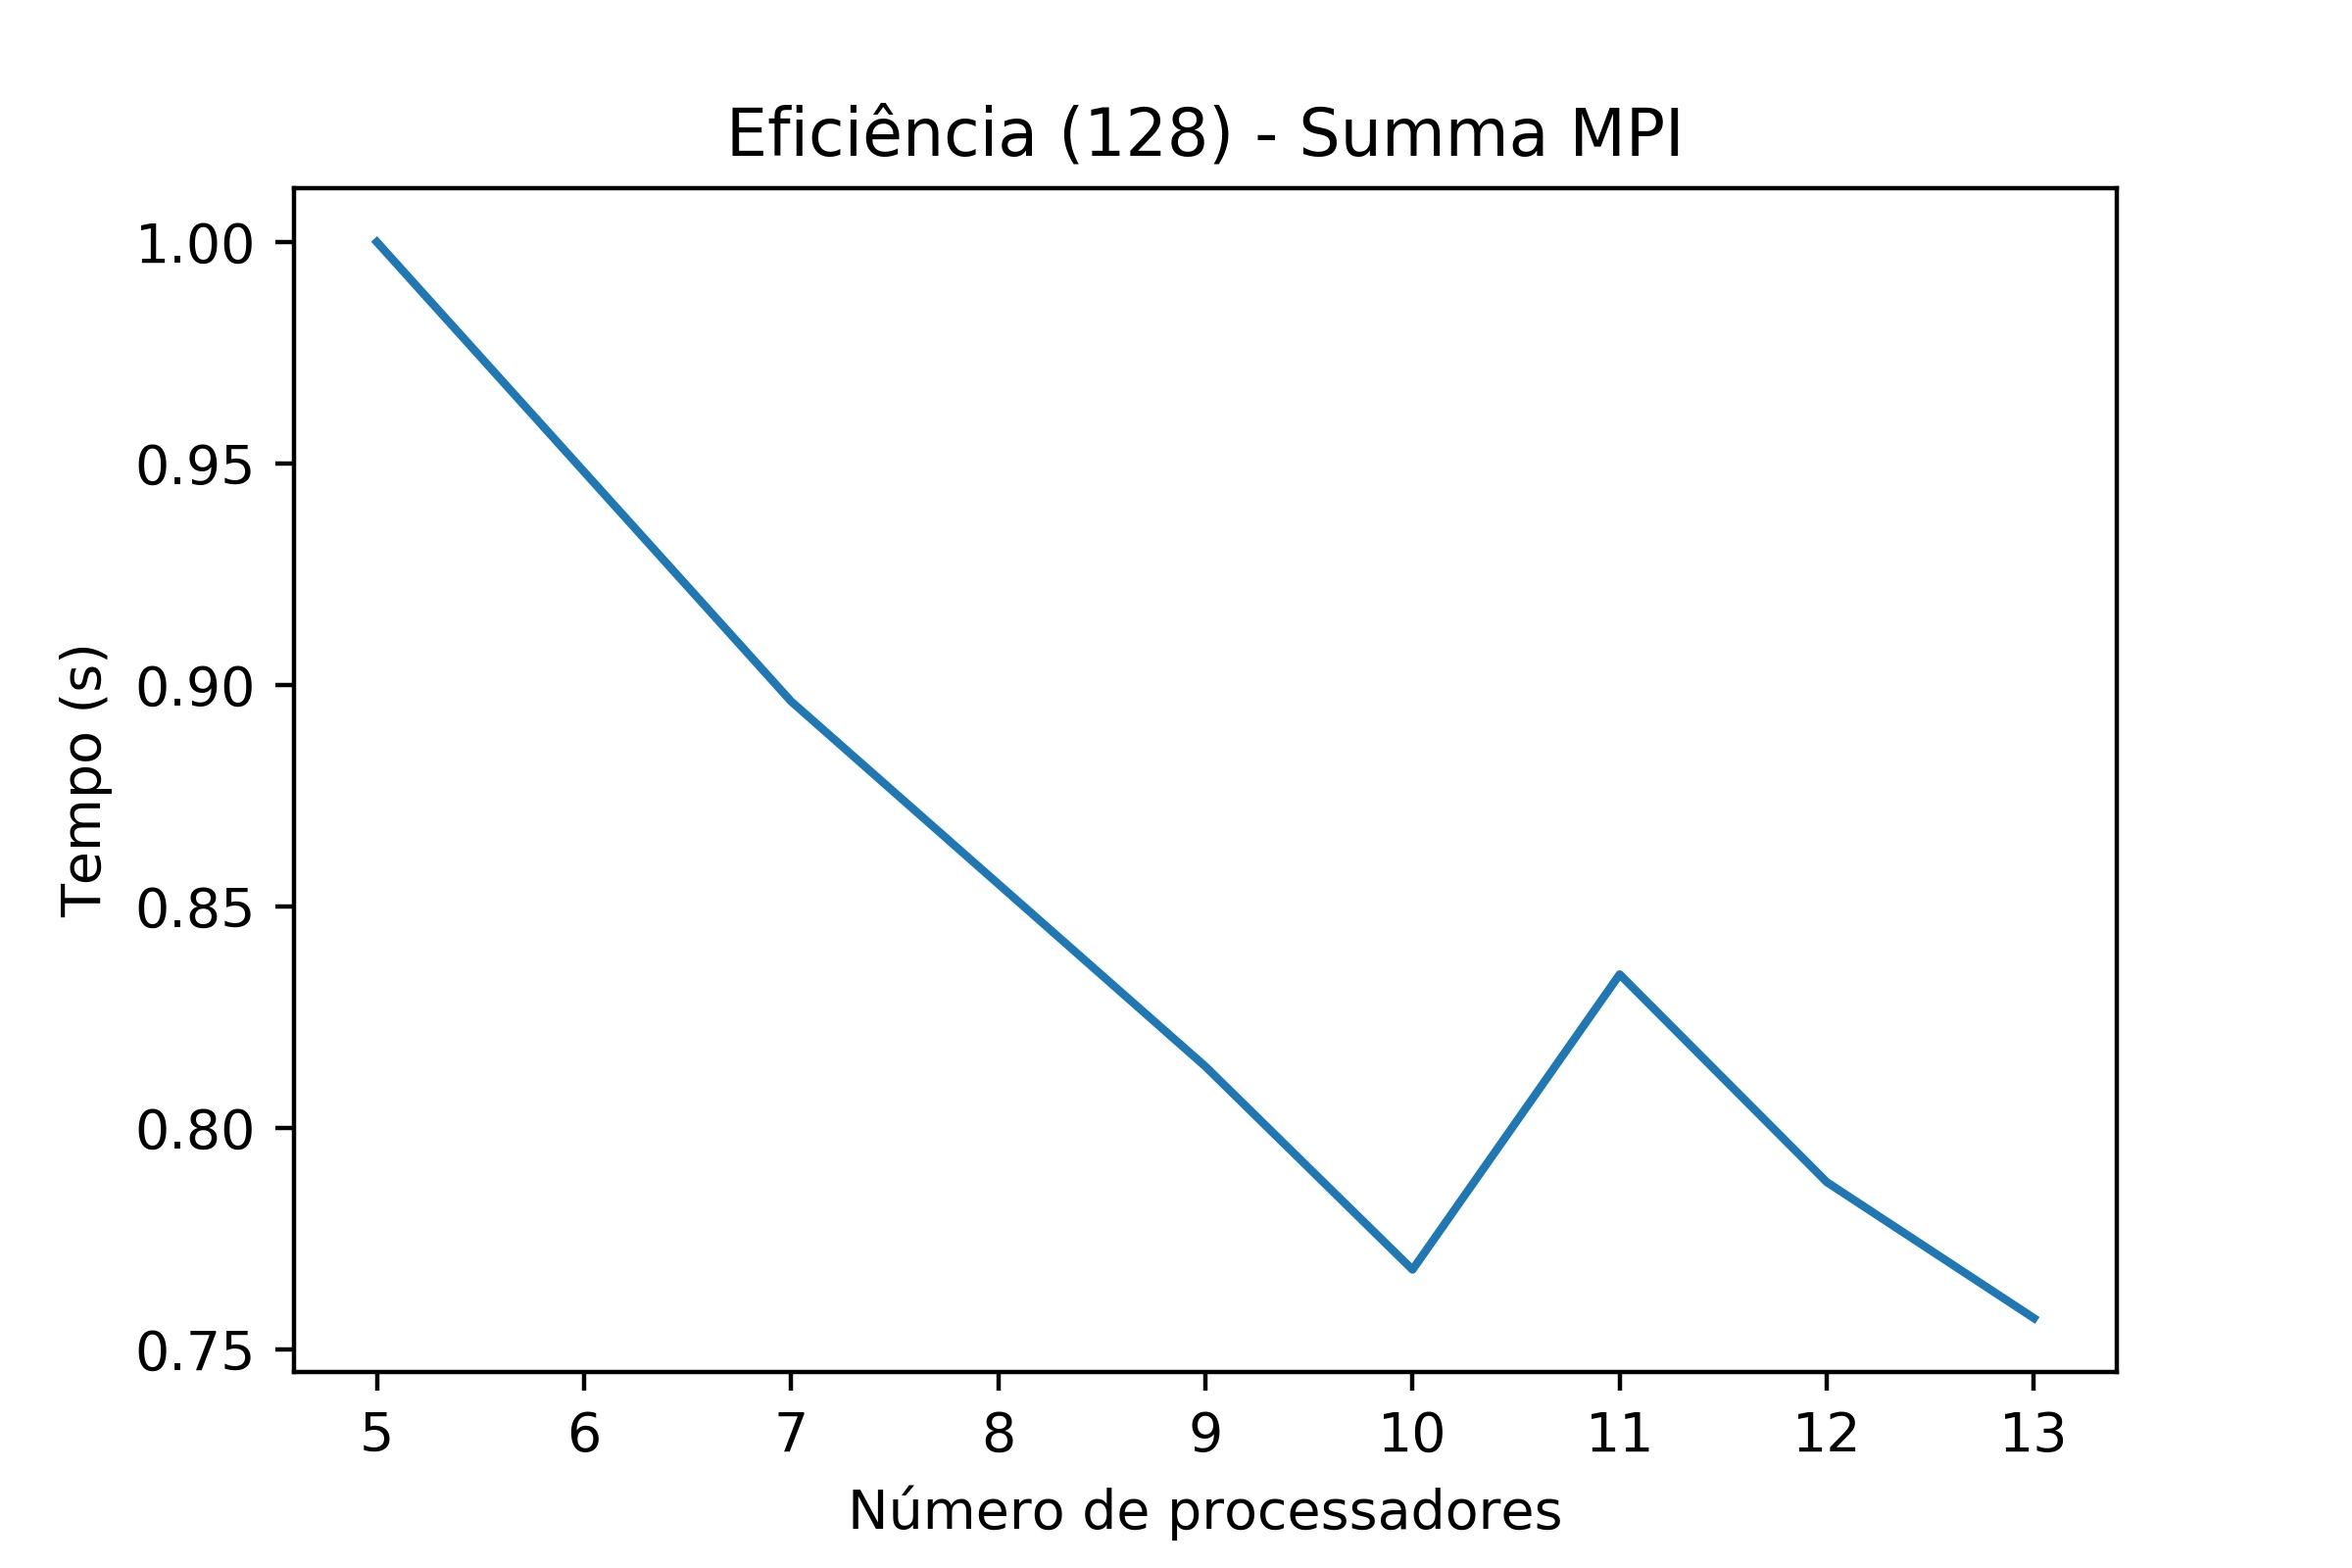 Eficiência (128) - Summa MPI
Tempo (s)
1.00
0.95
0.90
0.85
0.80
0.75
5 6 7 8 9 10 11 12 13
Número de processadores